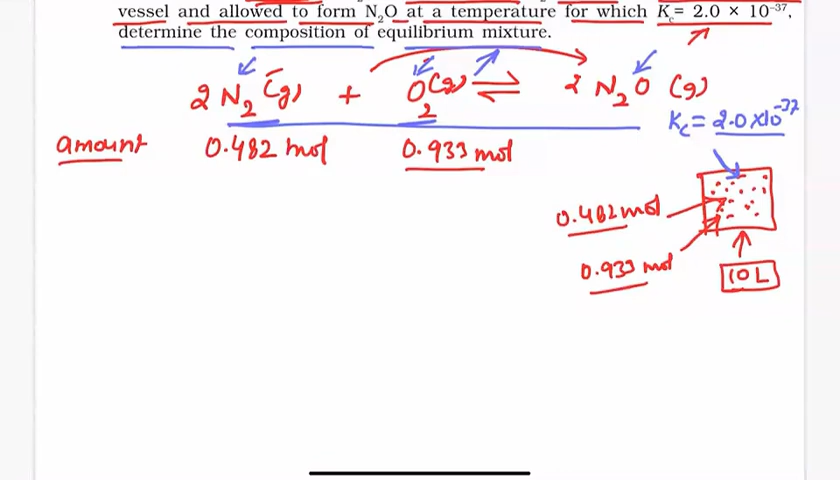 vessel and allowed to form N₂O at a temperature for which K꜀= 2.0 × 10⁻³⁷,
determine the composition of equilibrium mixture.
2 N₂ (g) + O₂(g) ⇌ 2 N₂O (g)
K꜀ = 2.0 × 10⁻³⁷
amount 0.482 mol 0.933 mol
0.482 mol
0.933 mol
10 L